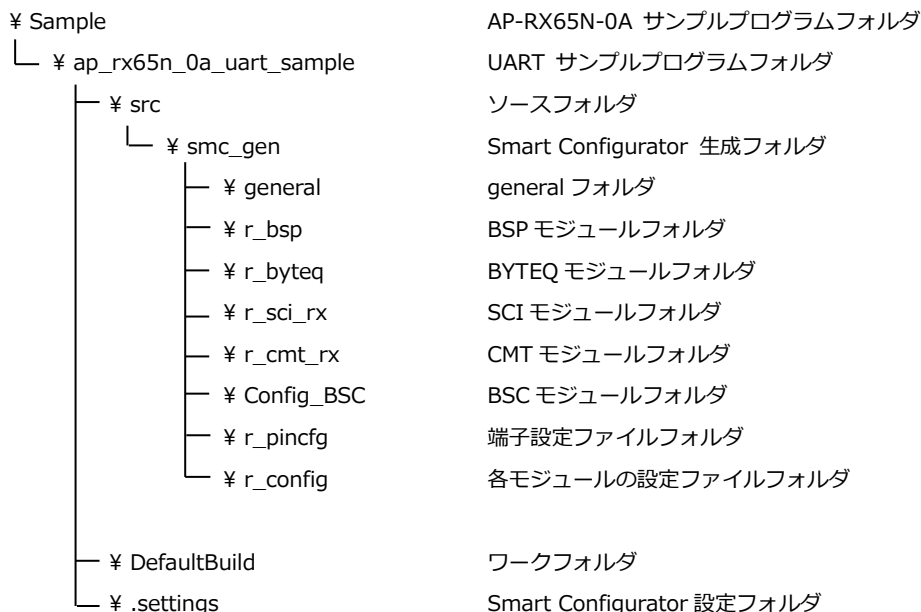 ¥ Sample AP-RX65N-0A サンプルプログラムフォルダ
¥ ap_rx65n_0a_uart_sample UART サンプルプログラムフォルダ
¥ src ソースフォルダ
¥ smc_gen Smart Configurator 生成フォルダ
¥ general general フォルダ
¥ r_bsp BSP モジュールフォルダ
¥ r_byteq BYTEQ モジュールフォルダ
¥ r_sci_rx SCI モジュールフォルダ
¥ r_cmt_rx CMT モジュールフォルダ
¥ Config_BSC BSC モジュールフォルダ
¥ r_pincfg 端子設定ファイルフォルダ
¥ r_config 各モジュールの設定ファイルフォルダ
¥ DefaultBuild ワークフォルダ
¥ .settings Smart Configurator 設定フォルダ